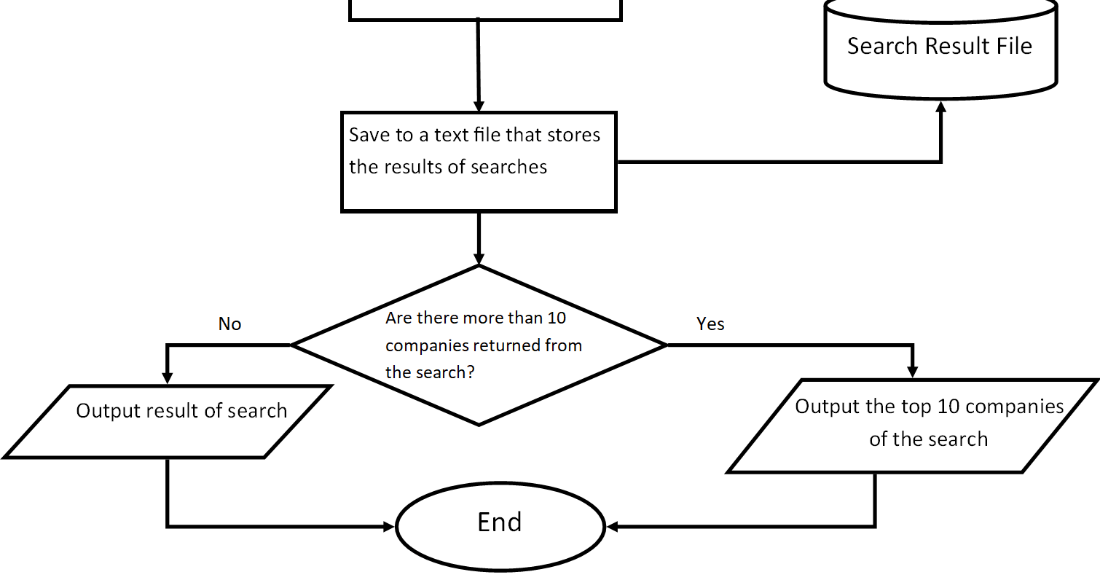 Search Result File
Save to a text file that stores
the results of searches
Are there more than 10
companies returned from
the search?
No
Yes
Output result of search
Output the top 10 companies
of the search
End